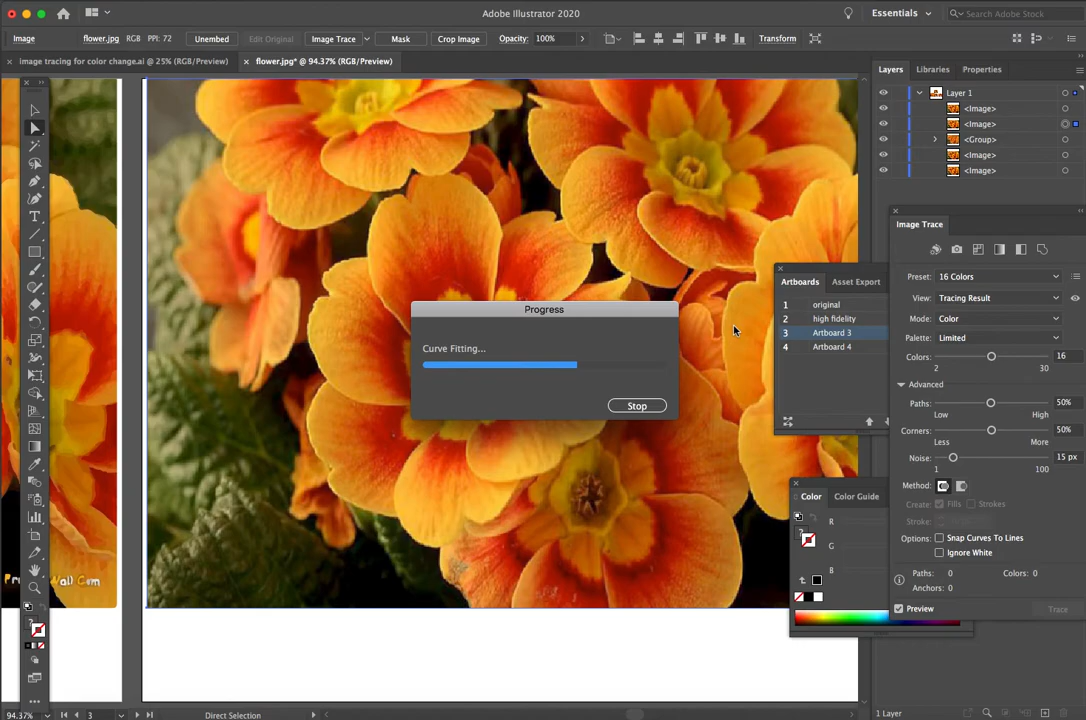 Adobe Illustrator 2020
Essentials
Search Adobe Stock
Image
flower.jpg
RGB
PPI: 72
Unembed
Edit Original
Image Trace
Mask
Crop Image
Opacity:
100%
Transform
image tracing for color change.ai @ 25% (RGB/Preview)
flower.jpg* @ 94.37% (RGB/Preview)
Layers
Libraries
Properties
Layer 1
<Image>
<Image>
<Group>
<Image>
<Image>
Image Trace
Preset: 16 Colors
View: Tracing Result
Mode: Color
Palette: Limited
Colors: 16
2 30
Advanced
Paths: 50%
Low High
Corners: 50%
Less More
Noise: 15 px
1 100
Method:
Create: Fills Strokes
Stroke:
Options: Snap Curves To Lines
Ignore White
Paths: 0 Colors: 0
Anchors: 0
Preview
Trace
Artboards
Asset Export
1 original
2 high fidelity
3 Artboard 3
4 Artboard 4
Progress
Curve Fitting...
Stop
Color
Color Guide
R
G
B
?
?
Wall Com
94.37%
3
Direct Selection
1 Layer